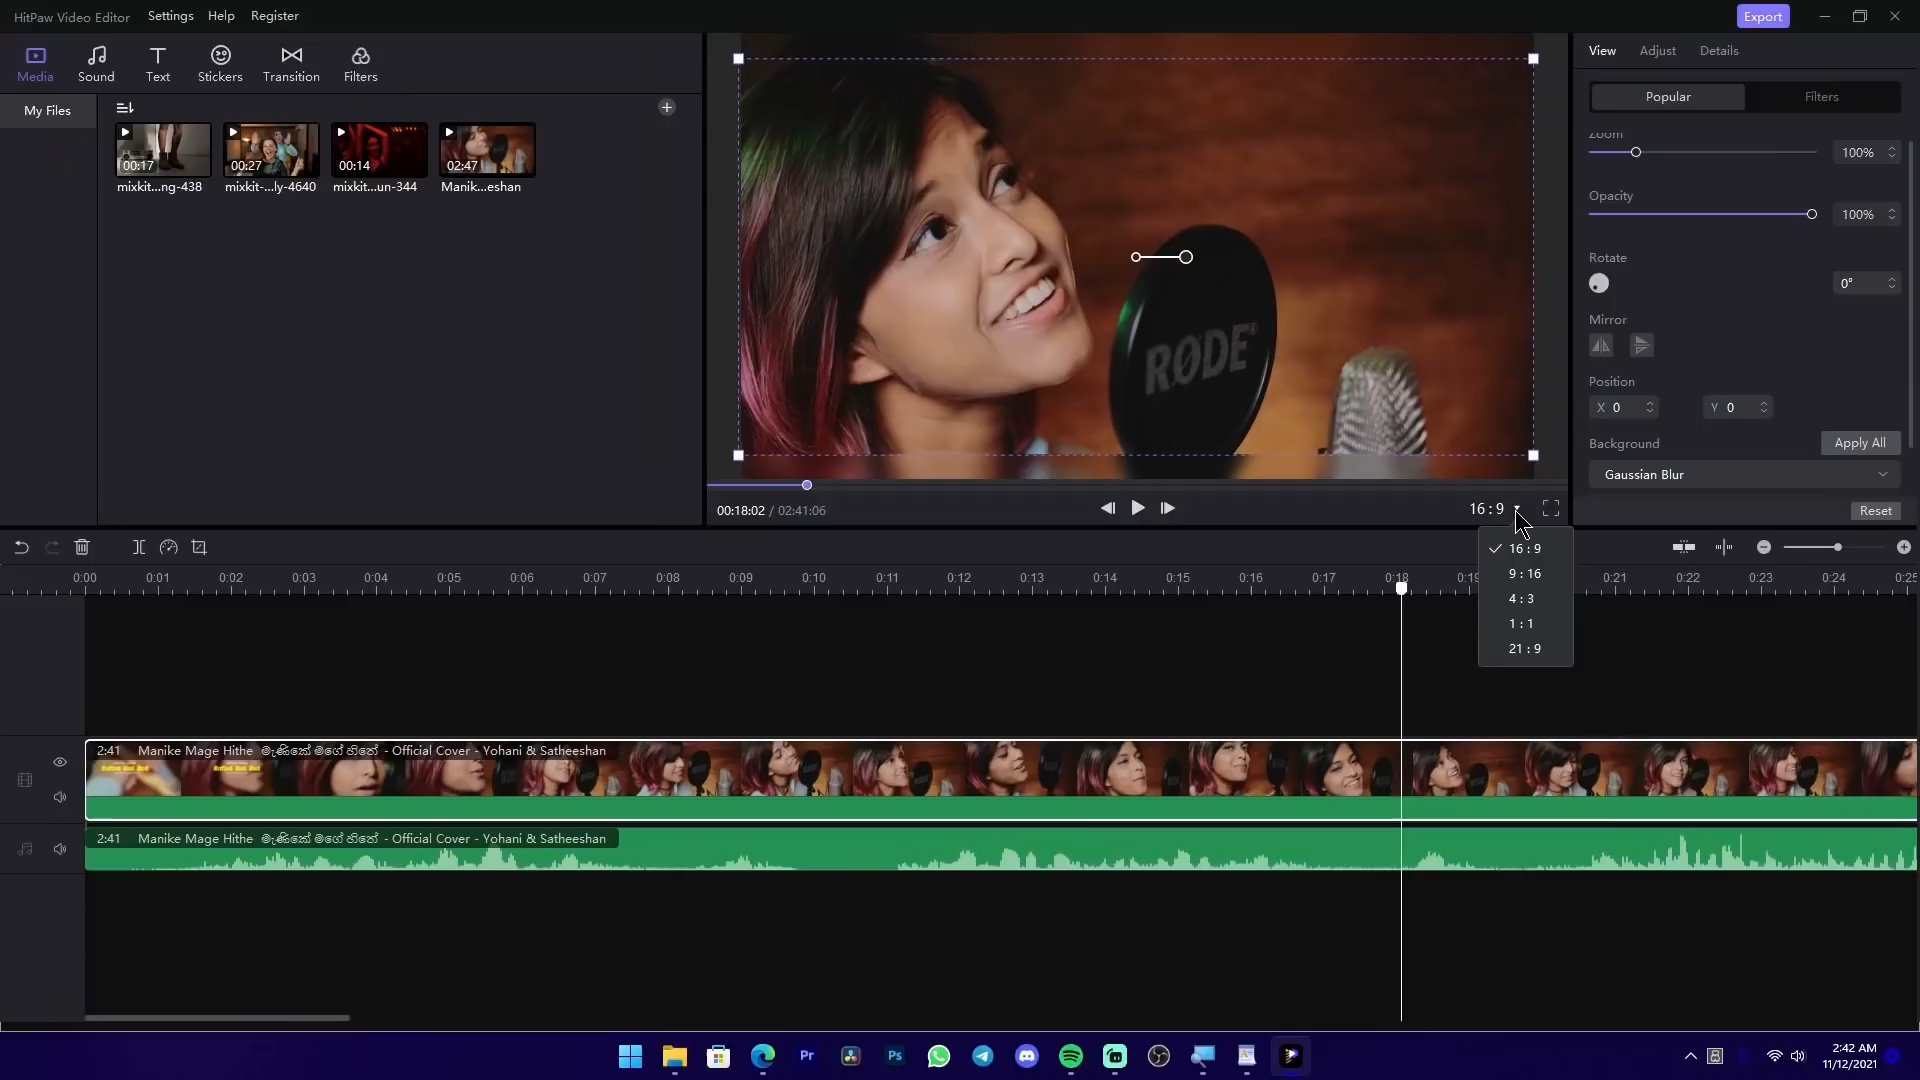 HitPaw Video Editor
Settings Help Register
Export
Media Sound Text Stickers Transition Filters
View Adjust Details
My Files
Popular Filters
00:17 00:27 00:14 02:47
mixkit...ng-438 mixkit-...ly-4640 mixkit...un-344 Manik...eshan
Zoom
100%
Opacity
100%
Rotate
0°
Mirror
Position
X 0 Y 0
Background Apply All
Gaussian Blur
Reset
RØDE
00:18:02 / 02:41:06
16 : 9
16 : 9
9 : 16
4 : 3
1 : 1
21 : 9
0:00 0:01 0:02 0:03 0:04 0:05 0:06 0:07 0:08 0:09 0:10 0:11 0:12 0:13 0:14 0:15 0:16 0:17 0:18 0:19 0:21 0:22 0:23 0:24 0:25
2:41 Manike Mage Hithe මැණිකේ මගේ හිතේ - Official Cover - Yohani & Satheeshan
2:41 Manike Mage Hithe මැණිකේ මගේ හිතේ - Official Cover - Yohani & Satheeshan
Pr Ps
2:42 AM
11/12/2021